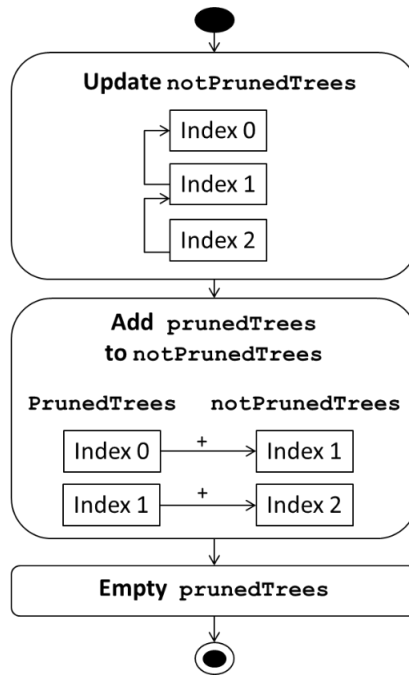 Update notPrunedTrees
Index 0
Index 1
Index 2
Add prunedTrees
to notPrunedTrees
PrunedTrees notPrunedTrees
Index 0 + Index 1
Index 1 + Index 2
Empty prunedTrees